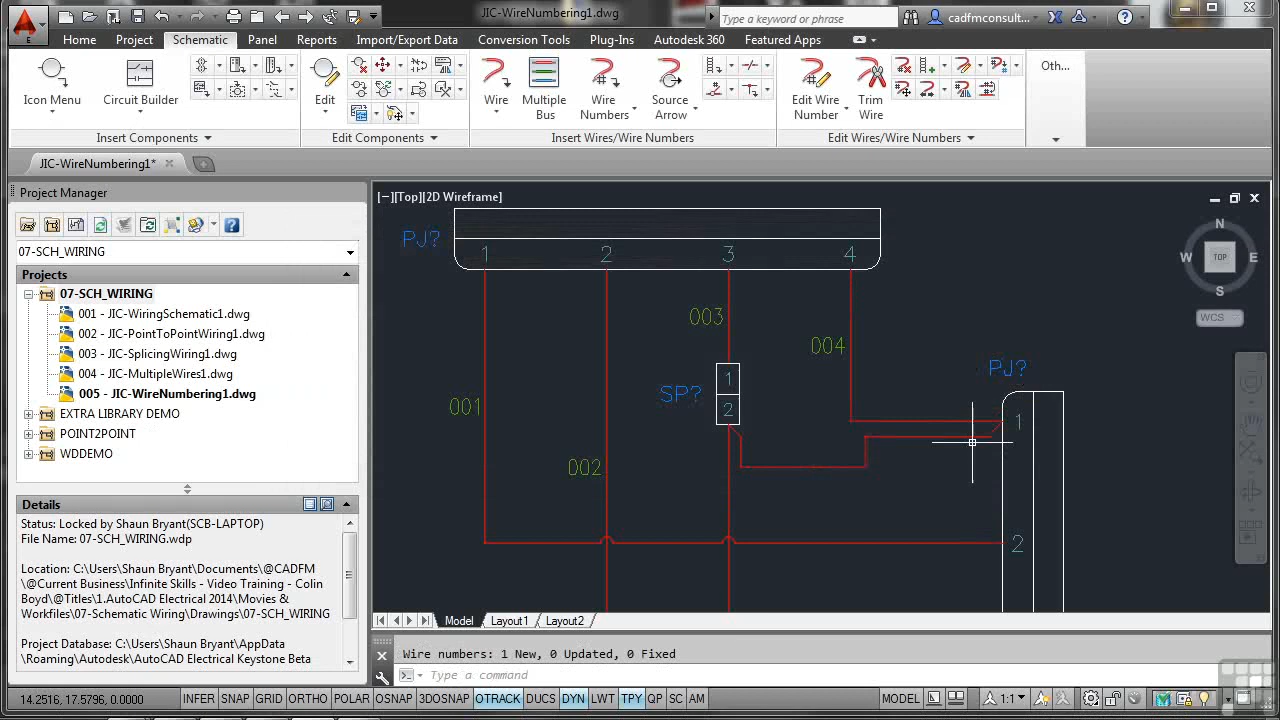 JIC-WireNumbering1.dwg
Type a keyword or phrase
cadfmconsult...
E
Home Project Schematic Panel Reports Import/Export Data Conversion Tools Plug-Ins Autodesk 360 Featured Apps
Icon Menu Circuit Builder Edit Wire Multiple Bus Wire Numbers Source Arrow Edit Wire Number Trim Wire Oth...
Insert Components Edit Components Insert Wires/Wire Numbers Edit Wires/Wire Numbers
JIC-WireNumbering1*
Project Manager
07-SCH_WIRING
Projects
07-SCH_WIRING
001 - JIC-WiringSchematic1.dwg
002 - JIC-PointToPointWiring1.dwg
003 - JIC-SplicingWiring1.dwg
004 - JIC-MultipleWires1.dwg
005 - JIC-WireNumbering1.dwg
EXTRA LIBRARY DEMO
POINT2POINT
WDDEMO
Details
Status: Locked by Shaun Bryant(SCB-LAPTOP)
File Name: 07-SCH_WIRING.wdp
Location: C:\Users\Shaun Bryant\Documents\@CADFM
\@Current Business\Infinite Skills - Video Training - Colin
Boyd\@Titles\1.AutoCAD Electrical 2014\Movies &
Workfiles\07-Schematic Wiring\Drawings\07-SCH_WIRING
Project Database: C:\Users\Shaun Bryant\AppData
\Roaming\Autodesk\AutoCAD Electrical Keystone Beta
[−][Top][2D Wireframe]
PJ? 1 2 3 4
003
004
PJ?
1
SP?
2
001
1
002
2
N
W TOP E
S
WCS
Model Layout1 Layout2
Wire numbers: 1 New, 0 Updated, 0 Fixed
Type a command
14.2516, 17.5796, 0.0000 INFER SNAP GRID ORTHO POLAR OSNAP 3DOSNAP OTRACK DUCS DYN LWT TPY QP SC AM MODEL 1:1